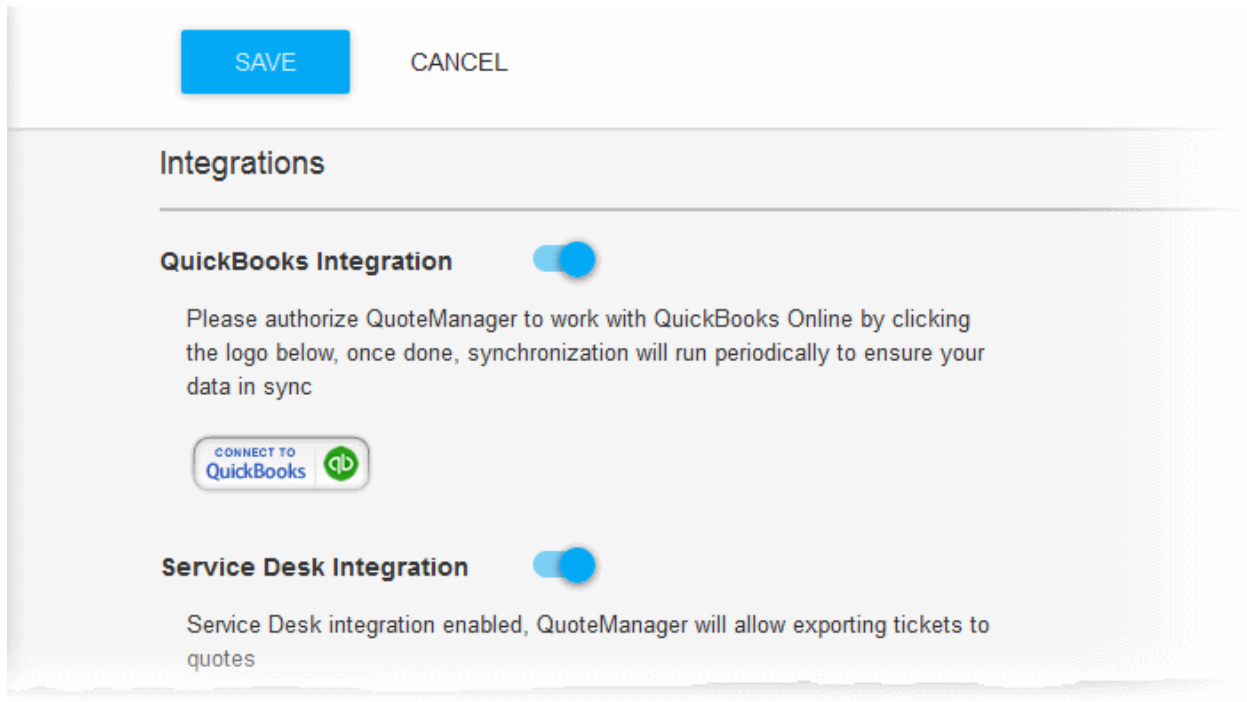 SAVE CANCEL
Integrations
QuickBooks Integration
Please authorize QuoteManager to work with QuickBooks Online by clicking
the logo below, once done, synchronization will run periodically to ensure your
data in sync
CONNECT TO
QuickBooks qb
Service Desk Integration
Service Desk integration enabled, QuoteManager will allow exporting tickets to
quotes